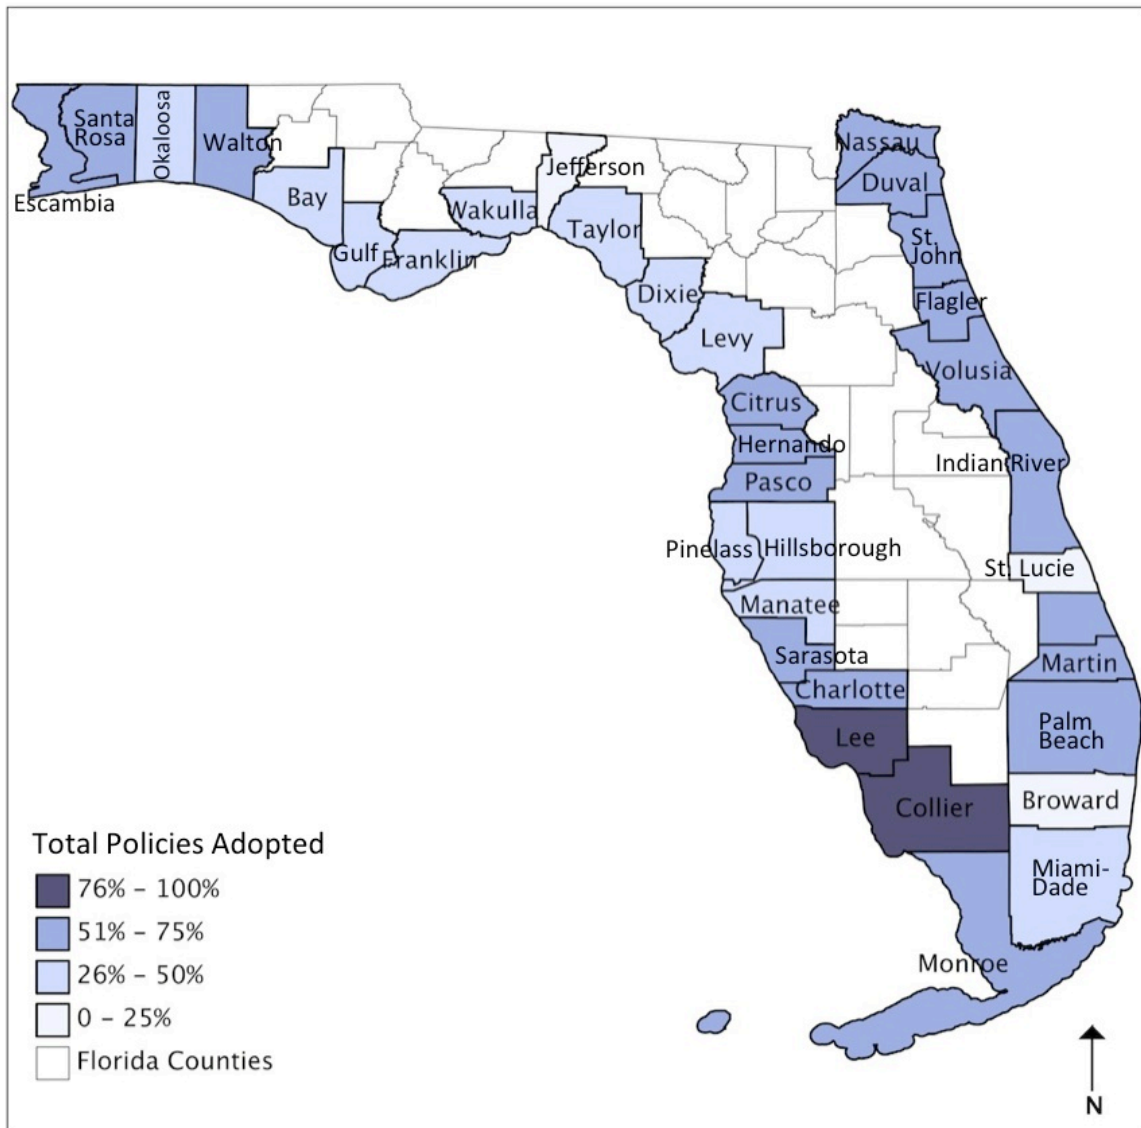 Santa
Rosa
Okaloosa
Walton
Escambia
Bay
Gulf
Franklin
Wakulla
Jefferson
Taylor
Dixie
Levy
Nassau
Duval
St.
John
Flagler
Volusia
Citrus
Hernando
Pasco
Indian River
Pinelass
Hillsborough
St. Lucie
Manatee
Sarasota
Charlotte
Martin
Lee
Palm
Beach
Collier
Broward
Miami-
Dade
Monroe
Total Policies Adopted
76% – 100%
51% – 75%
26% – 50%
0 – 25%
Florida Counties
N